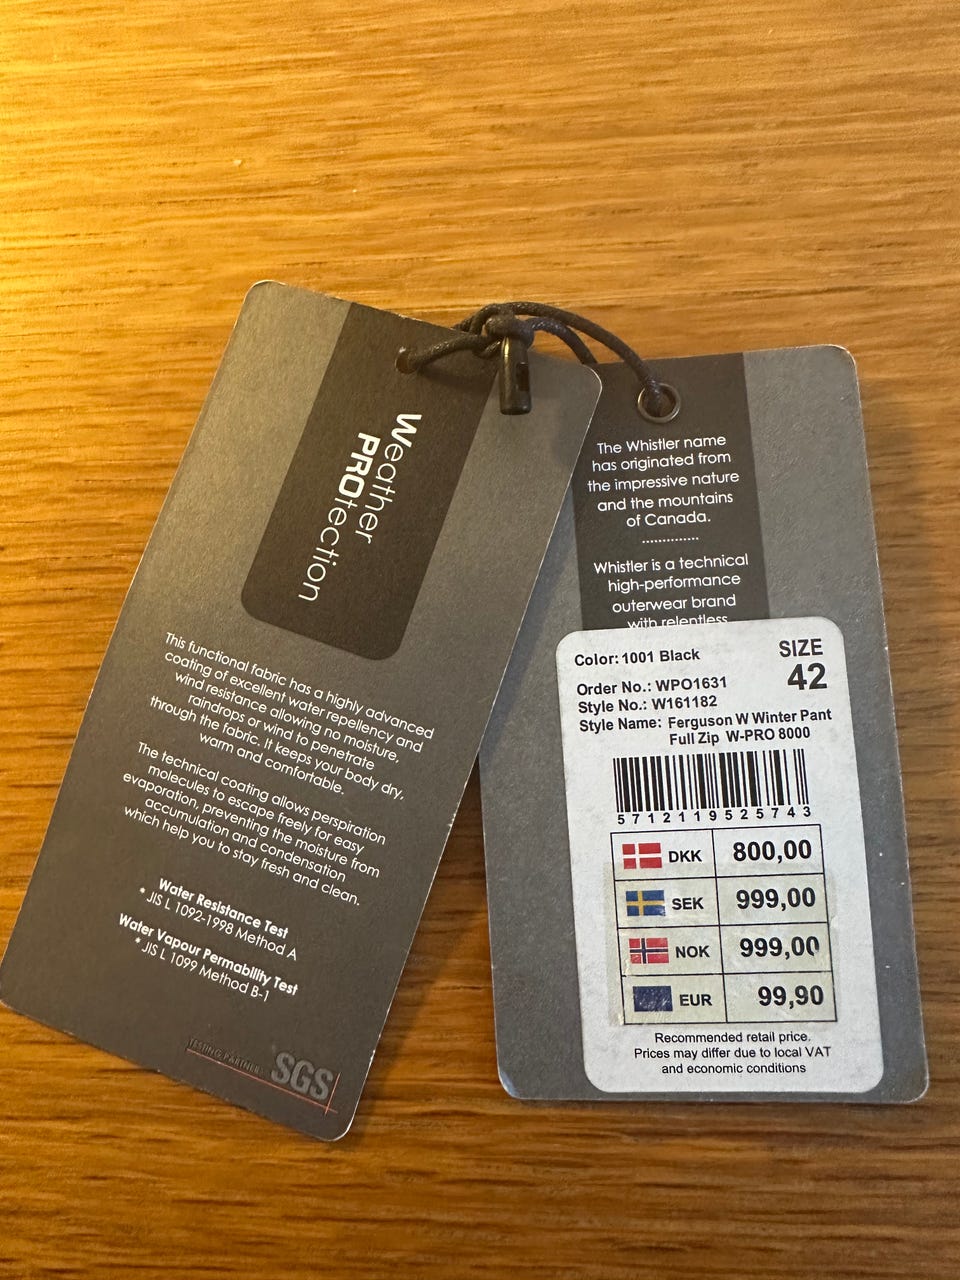 Weather
PROtection
This functional fabric has a highly advanced
coating of excellent water repellency and
wind resistance allowing no moisture,
raindrops or wind to penetrate
through the fabric. It keeps your body dry,
warm and comfortable.
The technical coating allows perspiration
molecules to escape freely for easy
evaporation, preventing the moisture from
accumulation and condensation
which help you to stay fresh and clean.
Water Resistance Test
* JIS L 1092-1998 Method A
Water Vapour Permability Test
* JIS L 1099 Method B-1
TESTING PARTNER:
SGS
The Whistler name
has originated from
the impressive nature
and the mountains
of Canada.
..............
Whistler is a technical
high-performance
outerwear brand
with relentless
Color: 1001 Black
SIZE
42
Order No.: WPO1631
Style No.: W161182
Style Name: Ferguson W Winter Pant
Full Zip W-PRO 8000
5712119525743
DKK 800,00
SEK 999,00
NOK 999,00
EUR 99,90
Recommended retail price.
Prices may differ due to local VAT
and economic conditions